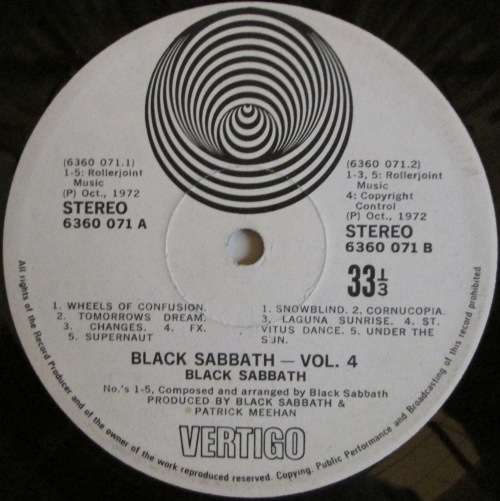 (6360 071.1)
1-5: Rollerjoint
Music
(P) Oct., 1972
STEREO
6360 071 A
(6360 071.2)
1-3, 5: Rollerjoint
Music
4: Copyright
Control
(P) Oct., 1972
STEREO
6360 071 B
33 1/3
1. WHEELS OF CONFUSION.
2. TOMORROWS DREAM.
3. CHANGES. 4. FX.
5. SUPERNAUT
1. SNOWBLIND. 2. CORNUCOPIA.
3. LAGUNA SUNRISE. 4. ST.
VITUS DANCE. 5. UNDER THE
SUN.
BLACK SABBATH — VOL. 4
BLACK SABBATH
No.'s 1-5, Composed and arranged by Black Sabbath
PRODUCED BY BLACK SABBATH &
PATRICK MEEHAN
VERTIGO
All rights of the Record Producer and of the owner of the work reproduced reserved. Copying, Public Performance and Broadcasting of this record prohibited